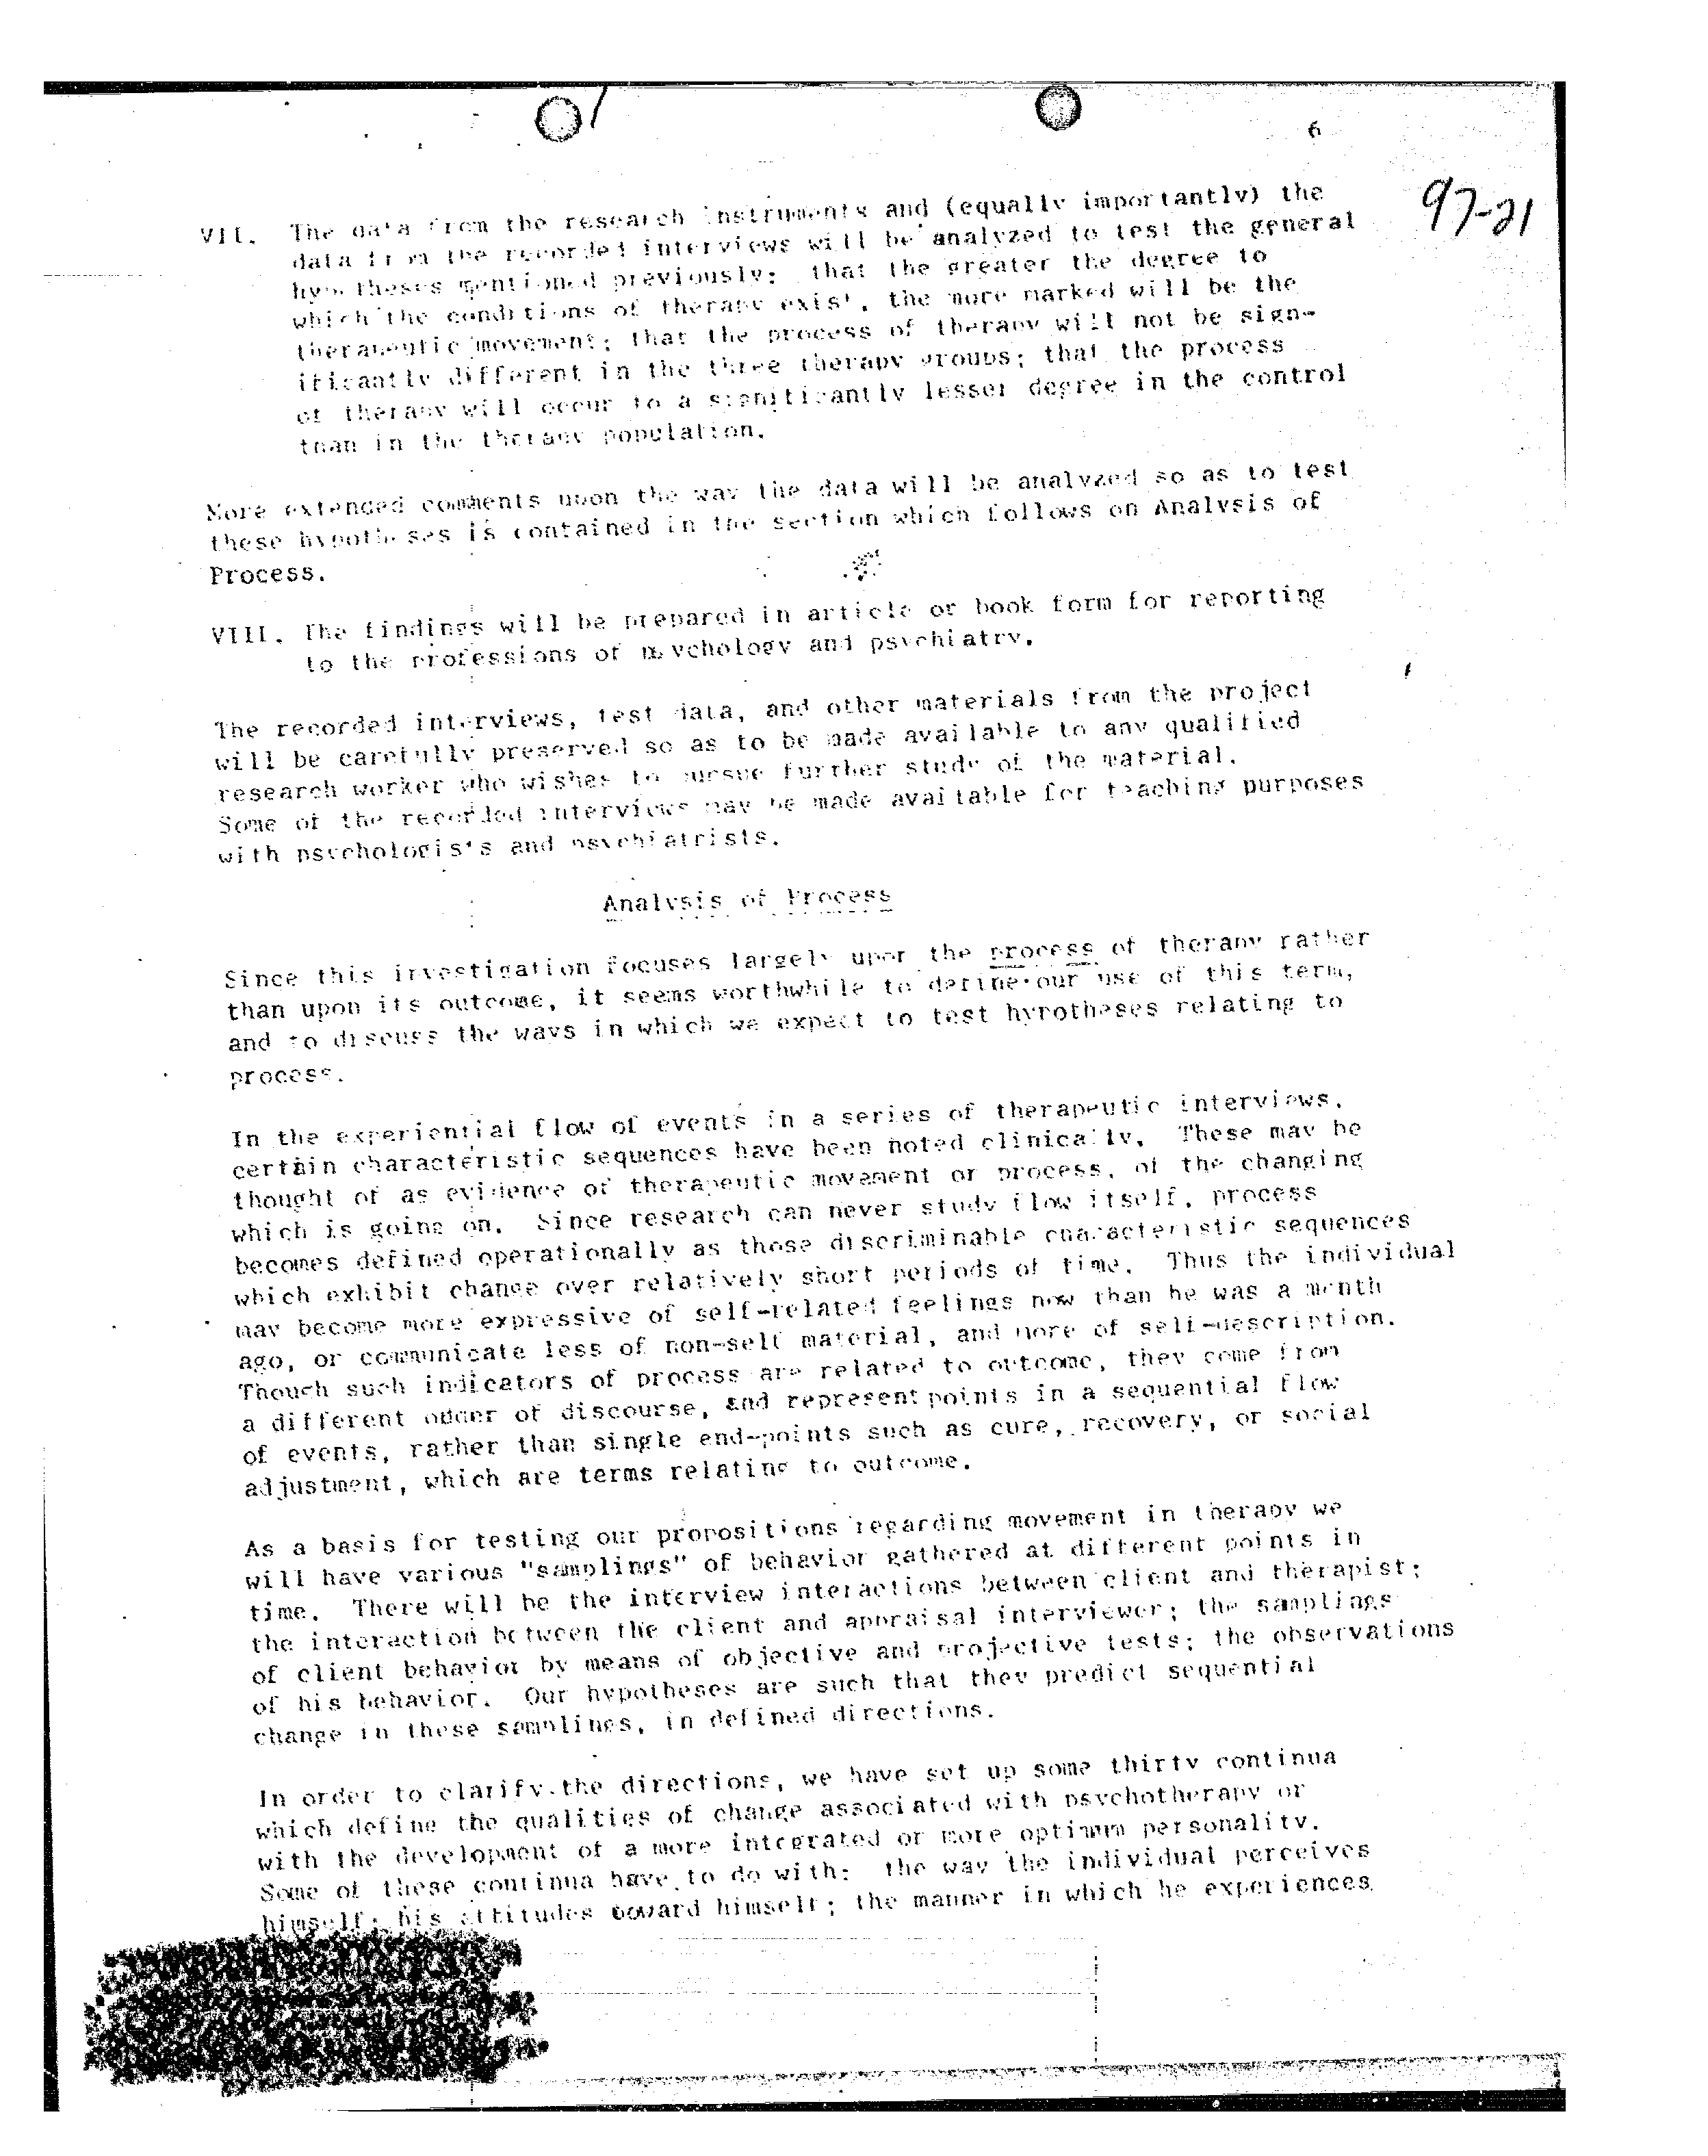 6
97-21
VII. The data from the research instruments and (equally importantly) the
data from the recorded interviews will be analyzed to test the general
hypotheses mentioned previously: that the greater the degree to
which the conditions of therapy exist, the more marked will be the
therapeutic movement; that the process of therapy will not be sign-
ificantly different in the three therapy groups; that the process
of therapy will occur to a significantly lesser degree in the control
than in the therapy population.
More extended comments upon the way the data will be analyzed so as to test
these hypotheses is contained in the section which follows on Analysis of
Process.
VIII. The findings will be prepared in article or book form for reporting
to the professions of psychology and psychiatry.
The recorded interviews, test data, and other materials from the project
will be carefully preserved so as to be made available to any qualified
research worker who wishes to pursue further study of the material.
Some of the recorded interviews may be made available for teaching purposes
with psychologists and psychiatrists.
Analysis of Process
Since this investigation focuses largely upon the process of therapy rather
than upon its outcome, it seems worthwhile to define our use of this term,
and to discuss the ways in which we expect to test hypotheses relating to
process.
In the experiential flow of events in a series of therapeutic interviews,
certain characteristic sequences have been noted clinically. These may be
thought of as evidence of therapeutic movement or process, of the changing
which is going on. Since research can never study flow itself, process
becomes defined operationally as those discriminable characteristic sequences
which exhibit change over relatively short periods of time. Thus the individual
may become more expressive of self-related feelings now than he was a month
ago, or communicate less of non-self material, and more of self-description.
Though such indicators of process are related to outcome, they come from
a different order of discourse, and represent points in a sequential flow
of events, rather than single end-points such as cure, recovery, or social
adjustment, which are terms relating to outcome.
As a basis for testing our propositions regarding movement in therapy we
will have various "samplings" of behavior gathered at different points in
time. There will be the interview interactions between client and therapist;
the interaction between the client and appraisal interviewer; the samplings
of client behavior by means of objective and projective tests; the observations
of his behavior. Our hypotheses are such that they predict sequential
change in these samplings, in defined directions.
In order to clarify the directions, we have set up some thirty continua
which define the qualities of change associated with psychotherapy or
with the development of a more integrated or more optimum personality.
Some of these continua have to do with: the way the individual perceives
himself; his attitudes toward himself; the manner in which he experiences